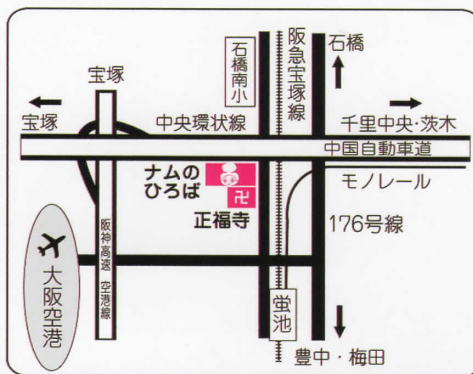 石橋南小
阪急宝塚線
石橋
宝塚
宝塚
中央環状線
千里中央・茨木
中国自動車道
ナムの
ひろば
卍
正福寺
モノレール
176号線
阪神高速 空港線
大阪空港
蛍池
豊中・梅田